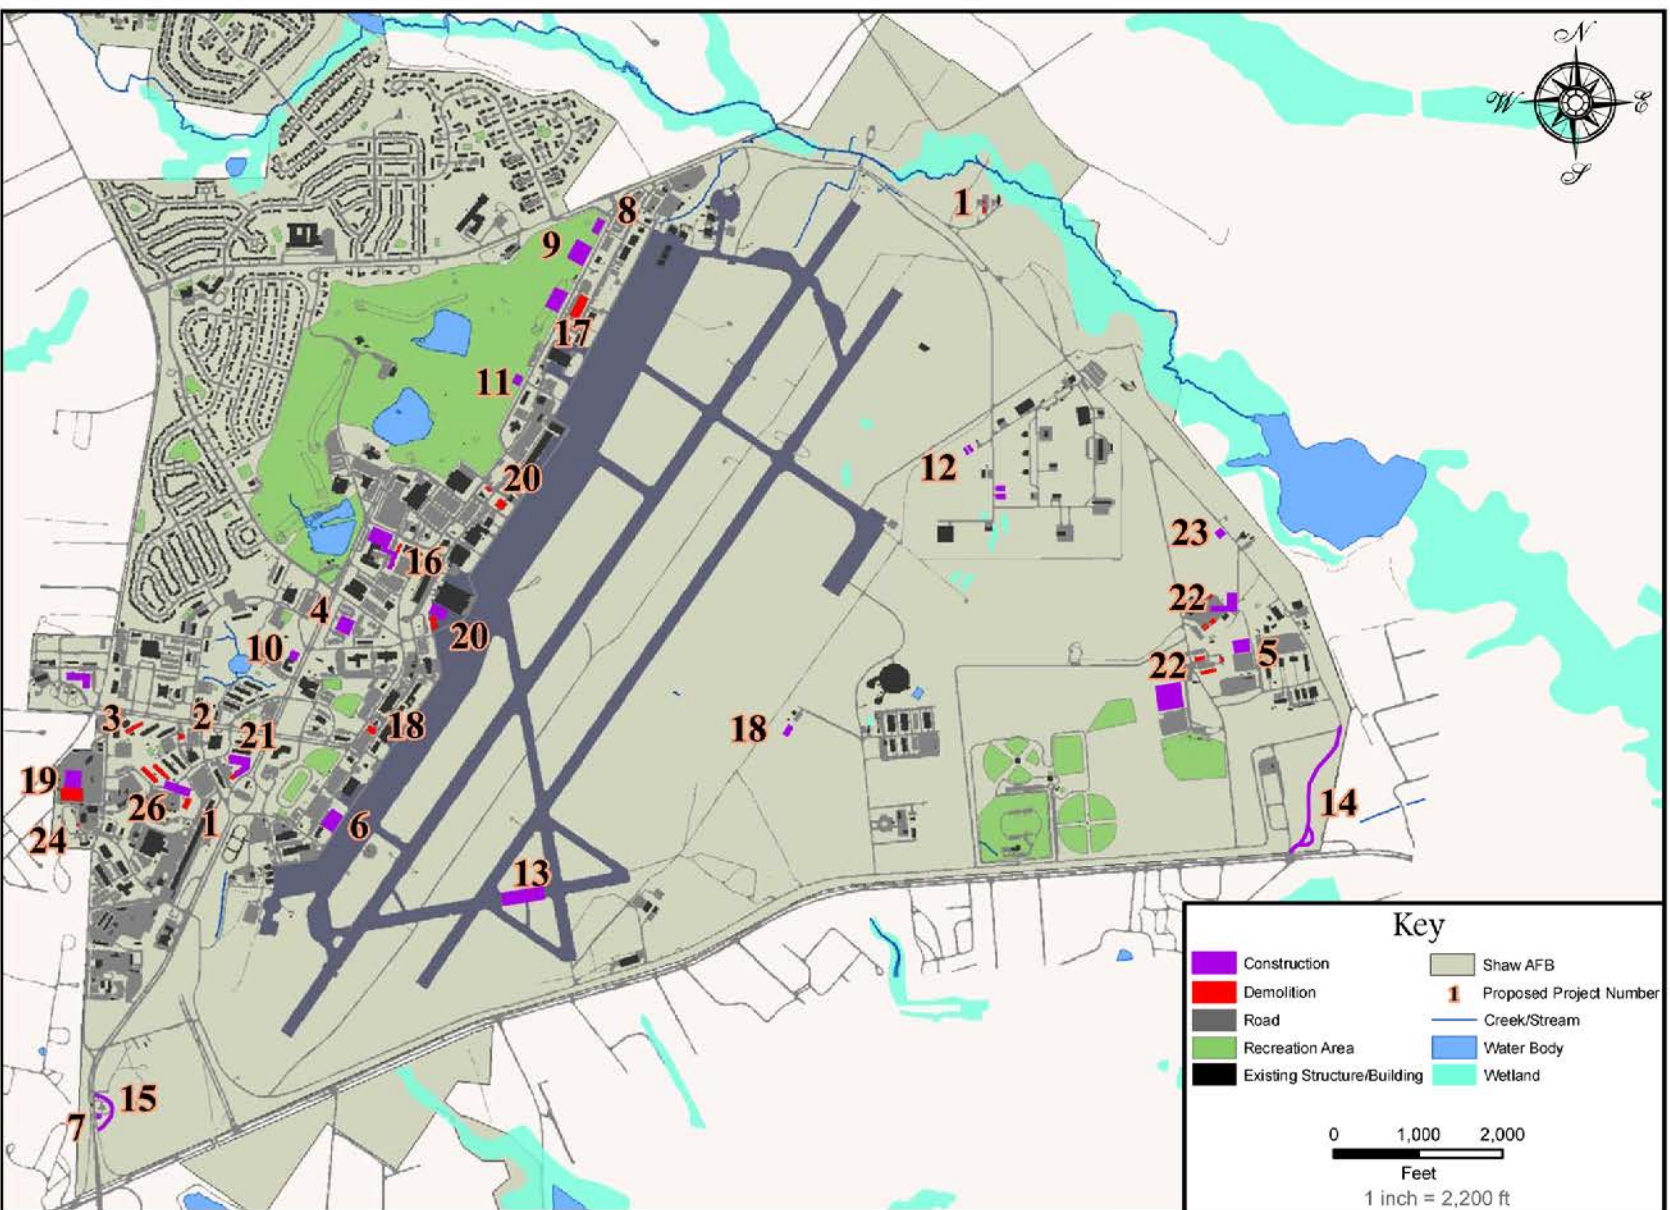 N
W E
S
1
8
9
17
11
20
12
16
23
4
22
20
10
5
22
3
2
21
18
18
19
26
1
6
14
24
13
15
7
Key
Construction
Demolition
Road
Recreation Area
Existing Structure/Building
Shaw AFB
1 Proposed Project Number
Creek/Stream
Water Body
Wetland
0 1,000 2,000
Feet
1 inch = 2,200 ft